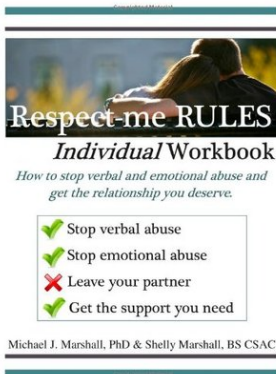 Copyrighted Material
Respect-me RULES
Individual Workbook
How to stop verbal and emotional abuse and
get the relationship you deserve.
Stop verbal abuse
Stop emotional abuse
Leave your partner
Get the support you need
Michael J. Marshall, PhD & Shelly Marshall, BS CSAC